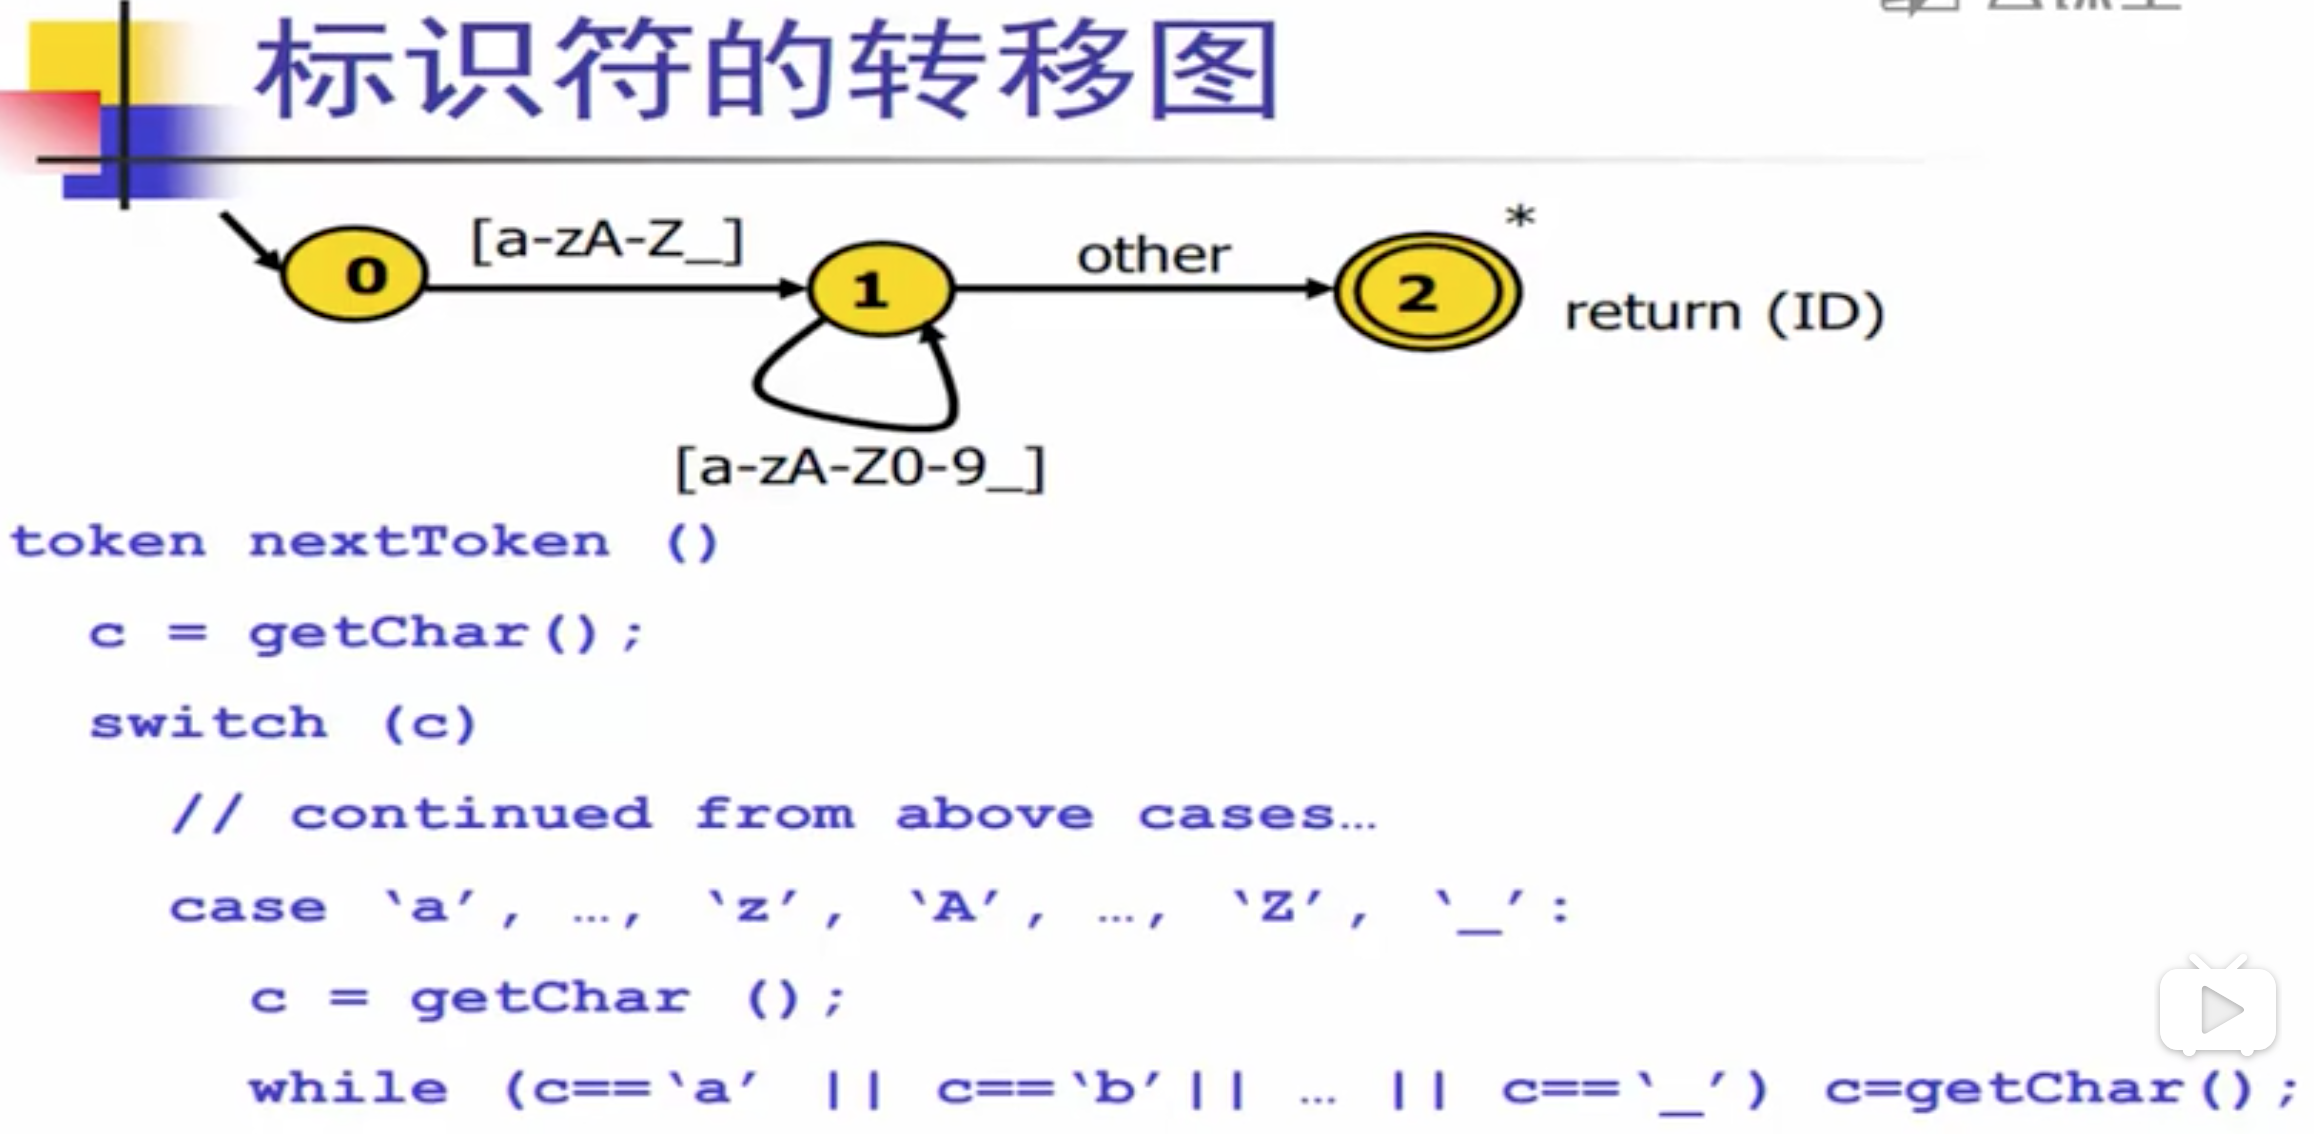 标识符的转移图
*
[a-zA-Z_]
other
0
1
2
return (ID)
[a-zA-Z0-9_]
token nextToken ()
c = getChar();
switch (c)
// continued from above cases…
case ‘a’, …, ‘z’, ‘A’, …, ‘Z’, ‘_’:
c = getChar ();
while (c==‘a’ || c==‘b’|| … || c==‘_’) c=getChar();